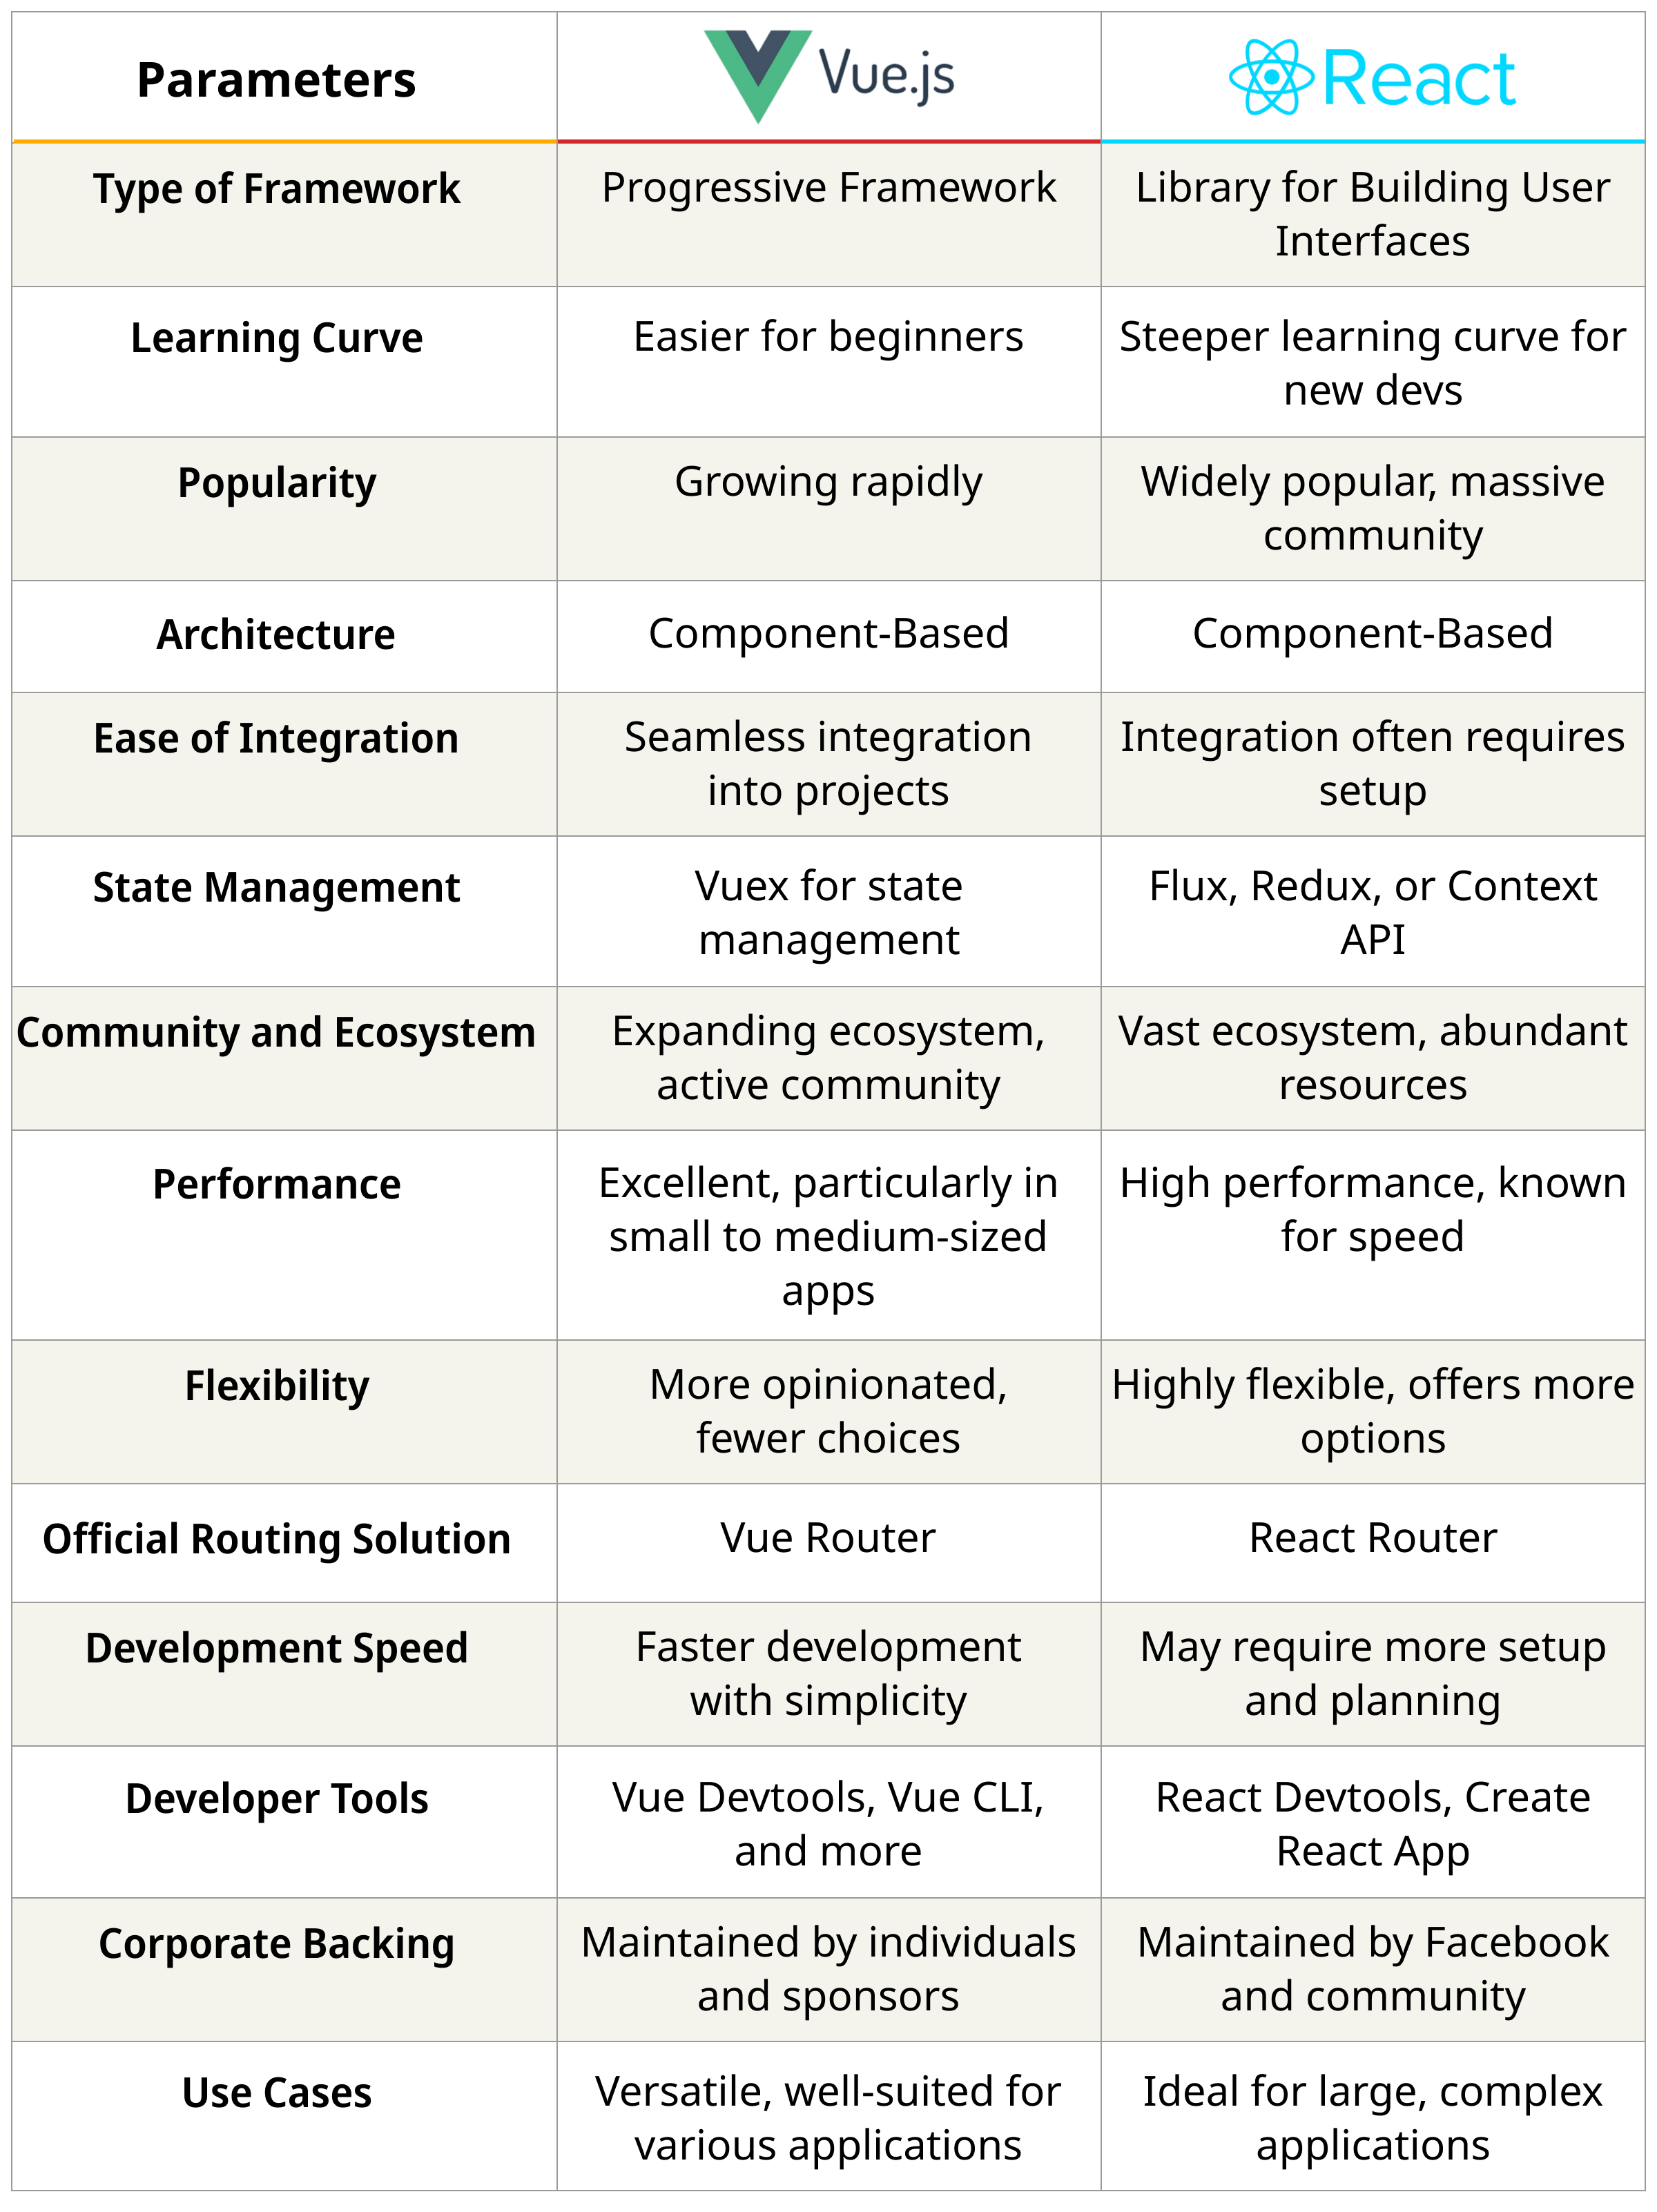 Parameters
Vue.js
React
Type of Framework
Progressive Framework
Library for Building User
Interfaces
Learning Curve
Easier for beginners
Steeper learning curve for
new devs
Popularity
Growing rapidly
Widely popular, massive
community
Architecture
Component-Based
Component-Based
Ease of Integration
Seamless integration
into projects
Integration often requires
setup
State Management
Vuex for state
management
Flux, Redux, or Context
API
Community and Ecosystem
Expanding ecosystem,
active community
Vast ecosystem, abundant
resources
Performance
Excellent, particularly in
small to medium-sized
apps
High performance, known
for speed
Flexibility
More opinionated,
fewer choices
Highly flexible, offers more
options
Official Routing Solution
Vue Router
React Router
Development Speed
Faster development
with simplicity
May require more setup
and planning
Developer Tools
Vue Devtools, Vue CLI,
and more
React Devtools, Create
React App
Corporate Backing
Maintained by individuals
and sponsors
Maintained by Facebook
and community
Use Cases
Versatile, well-suited for
various applications
Ideal for large, complex
applications